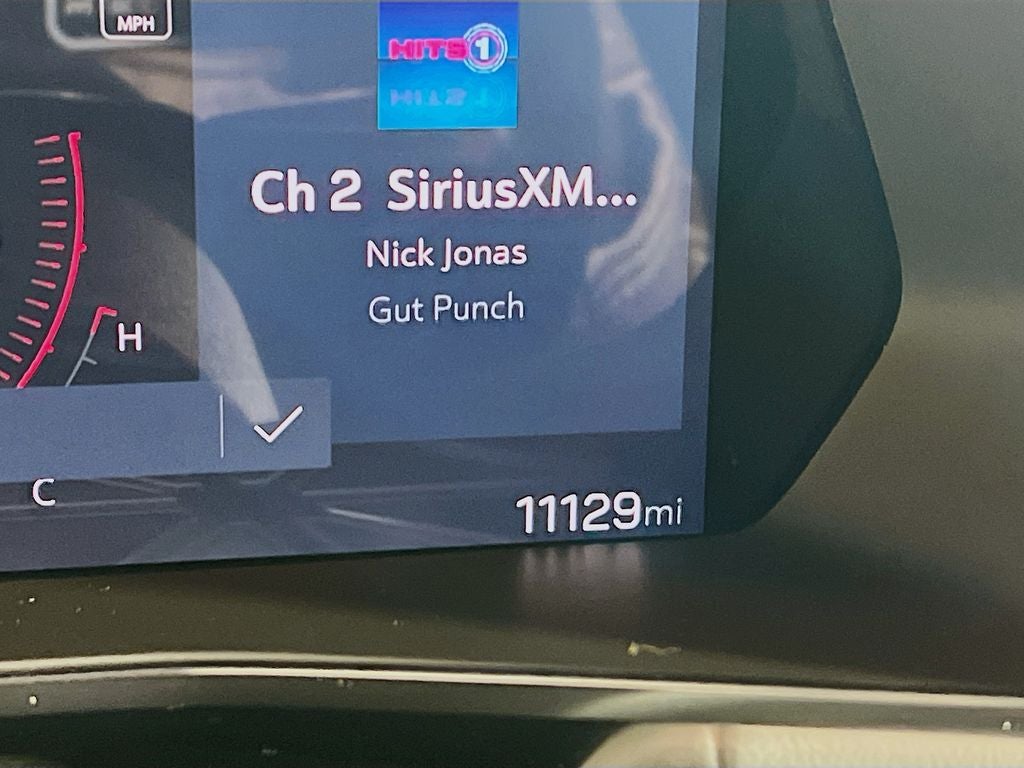 MPH
HITS 1
Ch 2 SiriusXM...
Nick Jonas
Gut Punch
H
C
11129mi